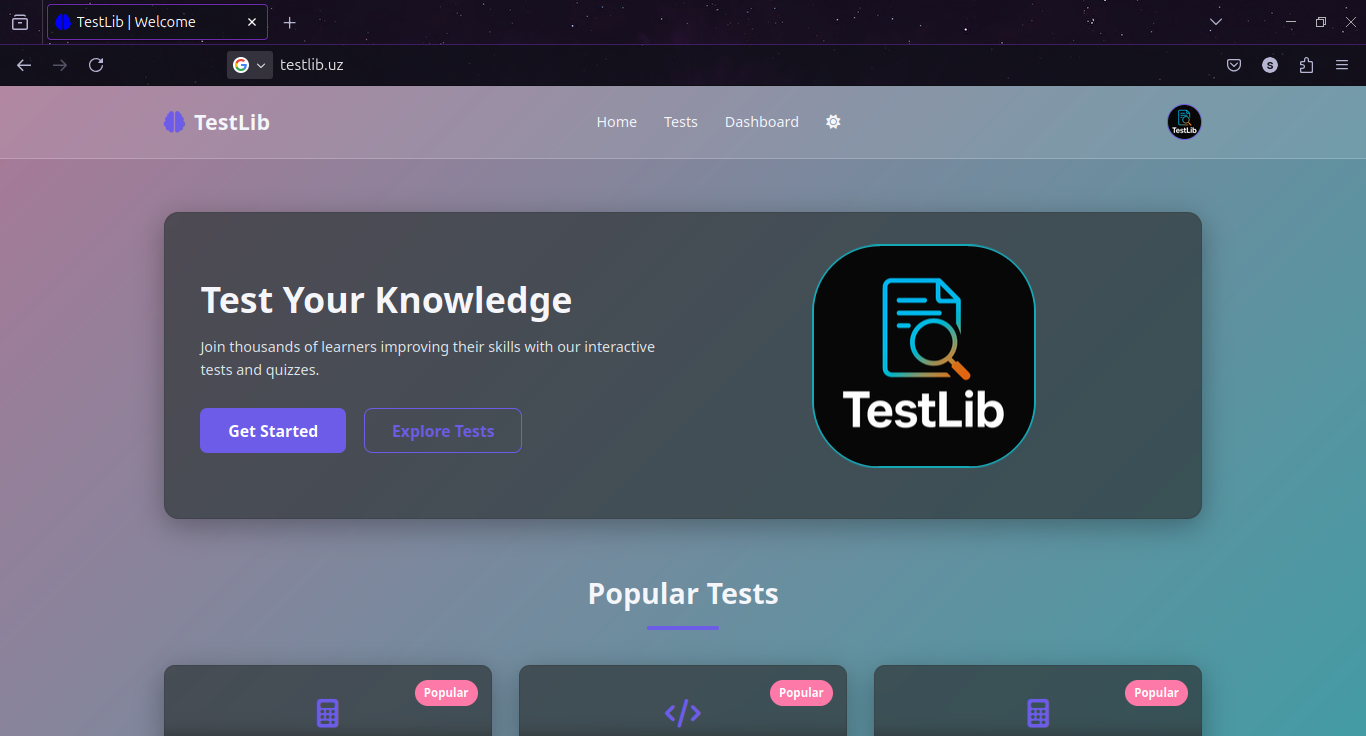 TestLib | Welcome
testlib.uz
S
TestLib
Home
Tests
Dashboard
TestLib
Test Your Knowledge
Join thousands of learners improving their skills with our interactive
tests and quizzes.
Get Started
Explore Tests
TestLib
Popular Tests
Popular
Popular
Popular